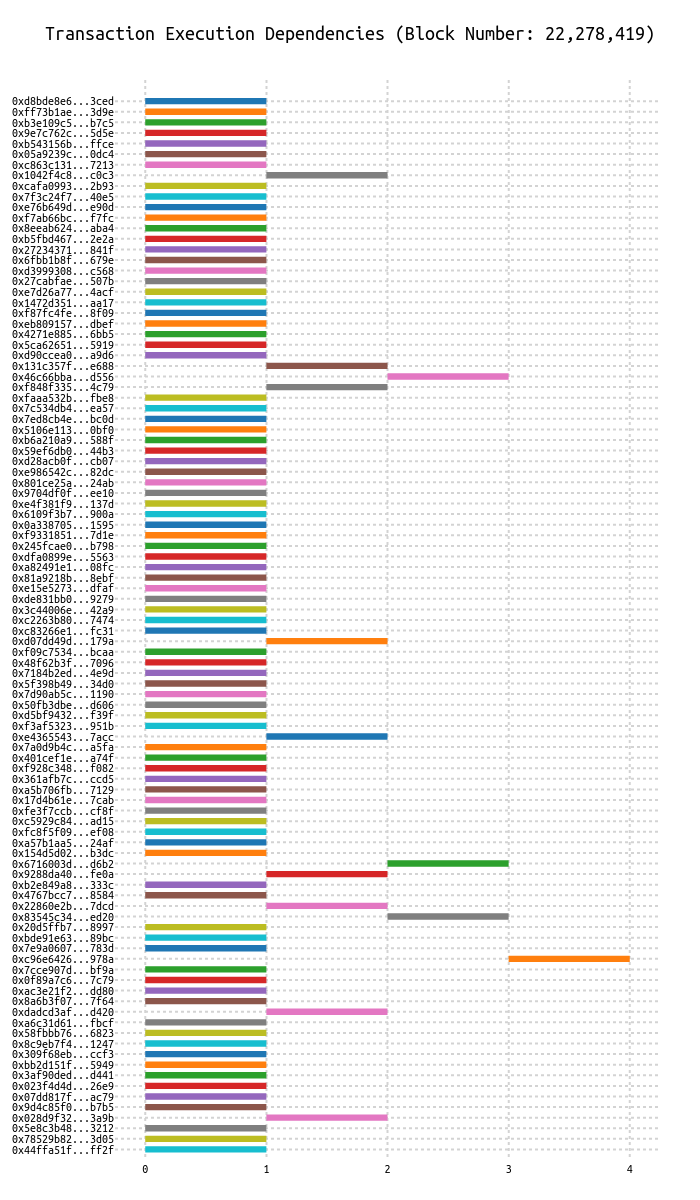 Transaction Execution Dependencies (Block Number: 22,278,419)
0xd8bde8e6...3ced
0xff73b1ae...3d9e
0xb3e109c5...b7c5
0x9e7c762c...5d5e
0xb543156b...ffce
0x05a9239c...0dc4
0xc863c131...7213
0x1042f4c8...c0c3
0xcafa0993...2b93
0x7f3c24f7...40e5
0xe76b649d...e90d
0xf7ab66bc...f7fc
0x8eeab624...aba4
0xb5fbd467...2e2a
0x27234371...841f
0x6fbb1b8f...679e
0xd3999308...c568
0x27cabfae...507b
0xe7d26a77...4acf
0x1472d351...aa17
0xf87fc4fe...8f09
0xeb809157...dbef
0x4271e885...6bb5
0x5ca62651...5919
0xd90ccea0...a9d6
0x131c357f...e688
0x46c66bba...d556
0xf848f335...4c79
0xfaaa532b...fbe8
0x7c534db4...ea57
0x7ed8cb4e...bc0d
0x5106e113...0bf0
0xb6a210a9...588f
0x59ef6db0...44b3
0xd28acb0f...cb07
0xe986542c...82dc
0x801ce25a...24ab
0x9704df0f...ee10
0xe4f381f9...137d
0x6109f3b7...900a
0x0a338705...1595
0xf9331851...7d1e
0x245fcae0...b798
0xdfa0899e...5563
0xa82491e1...08fc
0x81a9218b...8ebf
0xe15e5273...dfaf
0xde831bb0...9279
0x3c44006e...42a9
0xc2263b80...7474
0xc83266e1...fc31
0xd07dd49d...179a
0xf09c7534...bcaa
0x48f62b3f...7096
0x7184b2ed...4e9d
0x5f398b49...34d0
0x7d90ab5c...1190
0x50fb3dbe...d606
0xd5bf9432...f39f
0xf3af5323...951b
0xe4365543...7acc
0x7a0d9b4c...a5fa
0x401cef1e...a74f
0xf928c348...f082
0x361afb7c...ccd5
0xa5b706fb...7129
0x17d4b61e...7cab
0xfe3f7ccb...cf8f
0xc5929c84...ad15
0xfc8f5f09...ef08
0xa57b1aa5...24af
0x154d5d02...b3dc
0x6716003d...d6b2
0x9288da40...fe0a
0xb2e849a8...333c
0x4767bcc7...8584
0x22860e2b...7dcd
0x83545c34...ed20
0x20d5ffb7...8997
0xbde91e63...89bc
0x7e9a0607...783d
0xc96e6426...978a
0x7cce907d...bf9a
0x0f89a7c6...7c79
0xac3e21f2...dd80
0x8a6b3f07...7f64
0xdadcd3af...d420
0xa6c31d61...fbcf
0x58fbbb76...6823
0x8c9eb7f4...1247
0x309f68eb...ccf3
0xbb2d151f...5949
0x3af90ded...d441
0x023f4d4d...26e9
0x07dd817f...ac79
0x9d4c85f0...b7b5
0x028d9f32...3a9b
0x5e8c3b48...3212
0x78529b82...3d05
0x44ffa51f...ff2f
0 1 2 3 4